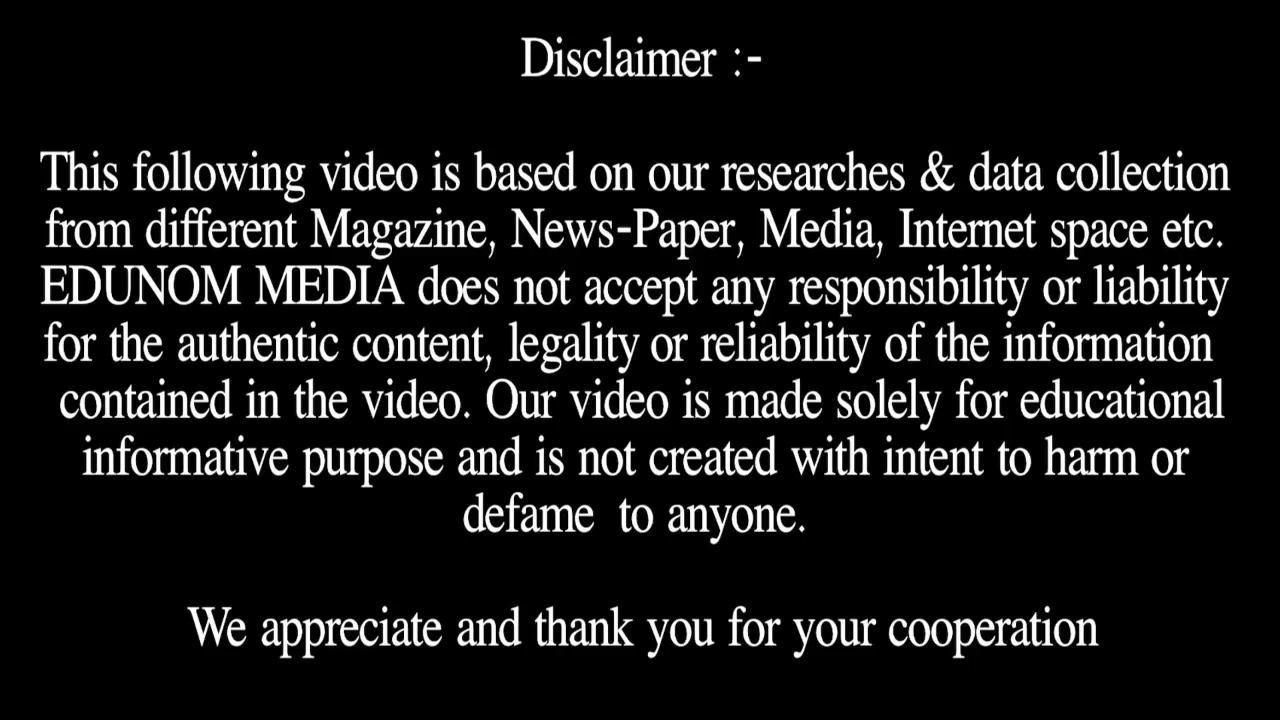 Disclaimer :-
This following video is based on our researches & data collection
from different Magazine, News-Paper, Media, Internet space etc.
EDUNOM MEDIA does not accept any responsibility or liability
for the authentic content, legality or reliability of the information
contained in the video. Our video is made solely for educational
informative purpose and is not created with intent to harm or
defame to anyone.
We appreciate and thank you for your cooperation